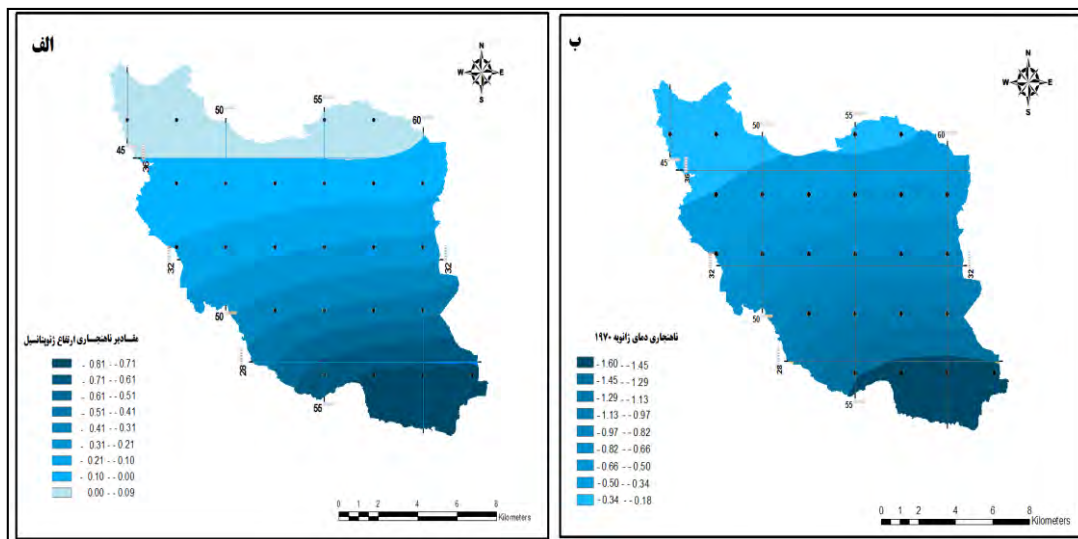 الف
N
W E
S
55
50
60
45
36
32
32
50
28
55
مقـادیر ناهنجـاری ارتفاع ژئوپتانسیل
- 0.81 - - 0.71
- 0.71 - - 0.61
- 0.61 - - 0.51
- 0.51 - - 0.41
- 0.41 - - 0.31
- 0.31 - - 0.21
- 0.21 - - 0.10
- 0.10 - - 0.00
0.00 - - 0.09
0 1 2 4 6 8
Kilometers
ب
N
W E
S
55
50
60
45
36
32
32
50
28
55
ناهنجاری دمای ژانویه ۱۹۷۰
- 1.60 - - 1.45
- 1.45 - - 1.29
- 1.29 - - 1.13
- 1.13 - - 0.97
- 0.97 - - 0.82
- 0.82 - - 0.66
- 0.66 - - 0.50
- 0.50 - - 0.34
- 0.34 - - 0.18
0 1 2 4 6 8
Kilometers